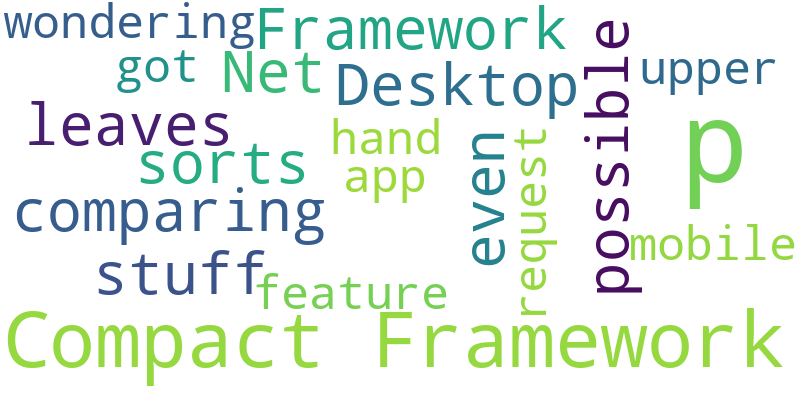 wondering
Framework
got
Net
Desktop
possible
upper
leaves
sorts
hand
app
even
request
p
comparing
mobile
stuff
feature
Compact Framework